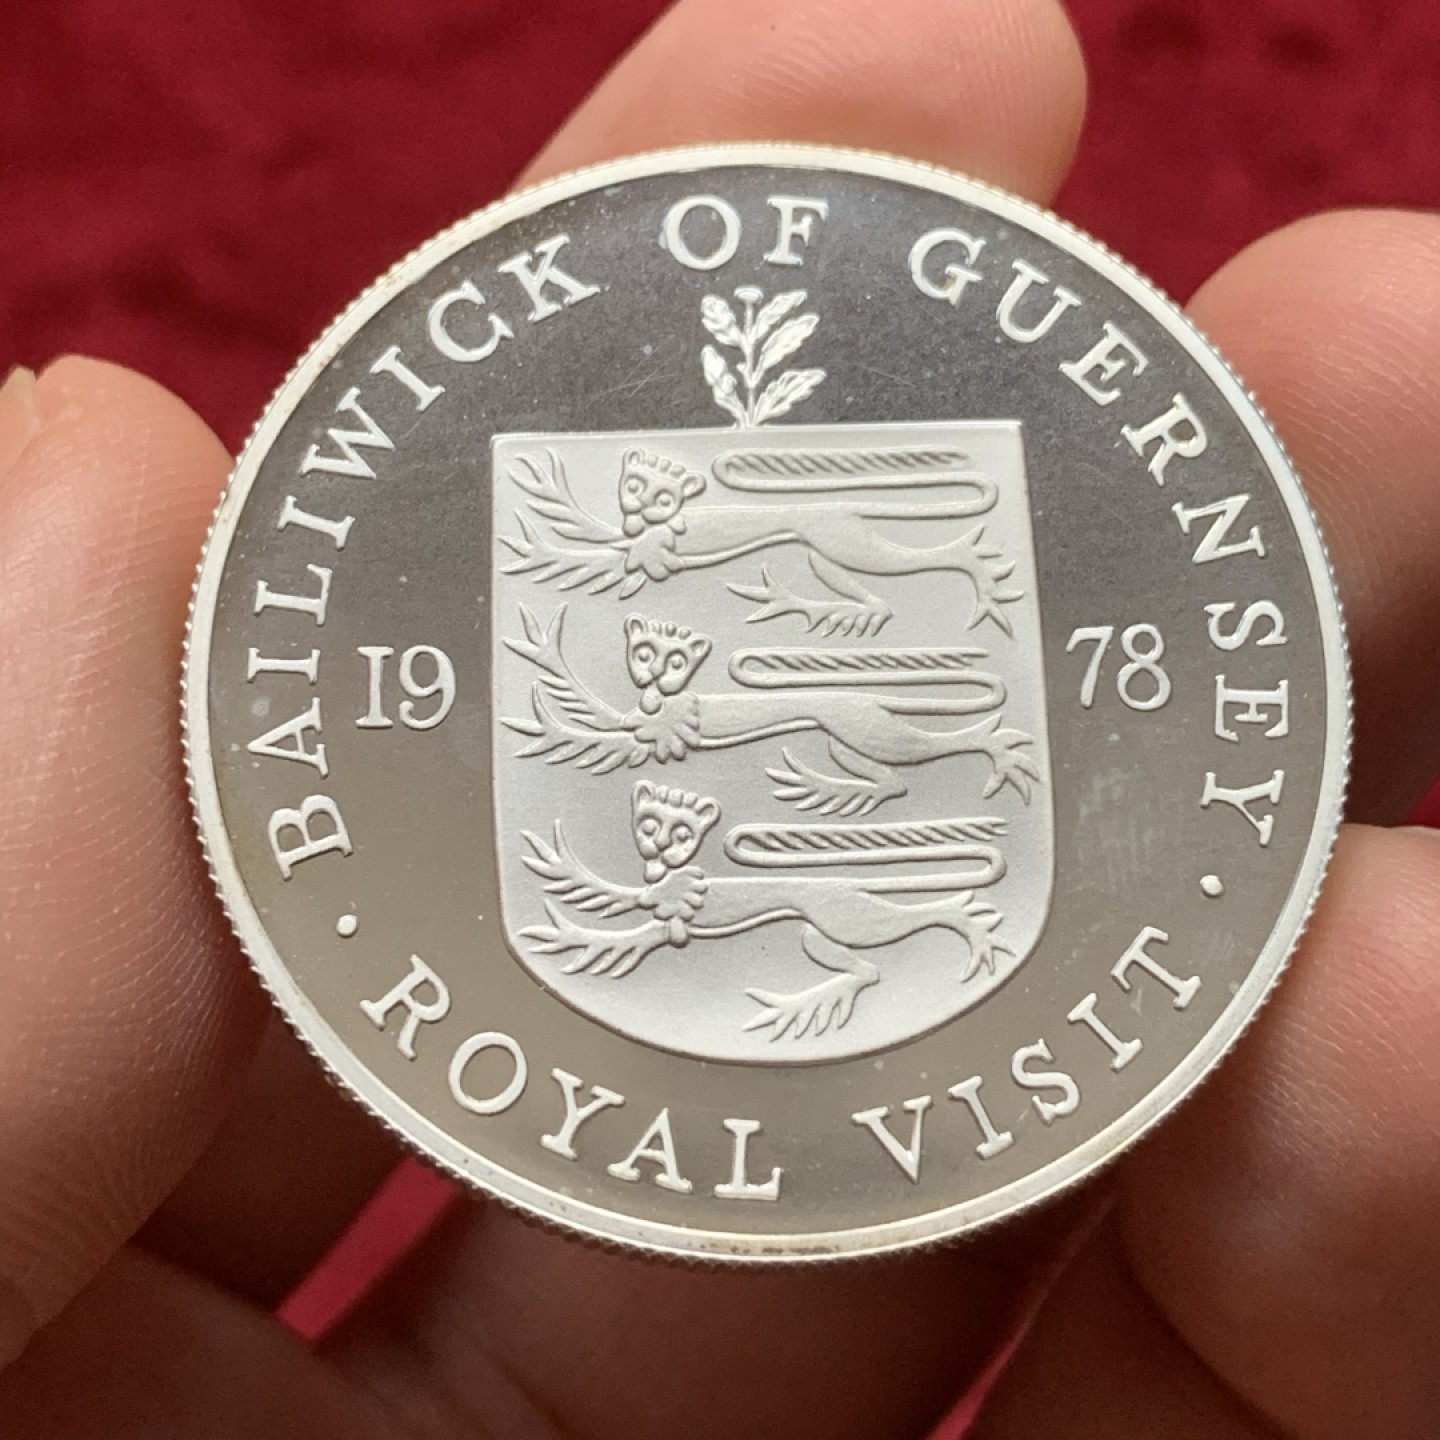 BAILIWICK OF GUERNSEY
19 78
· ROYAL VISIT ·